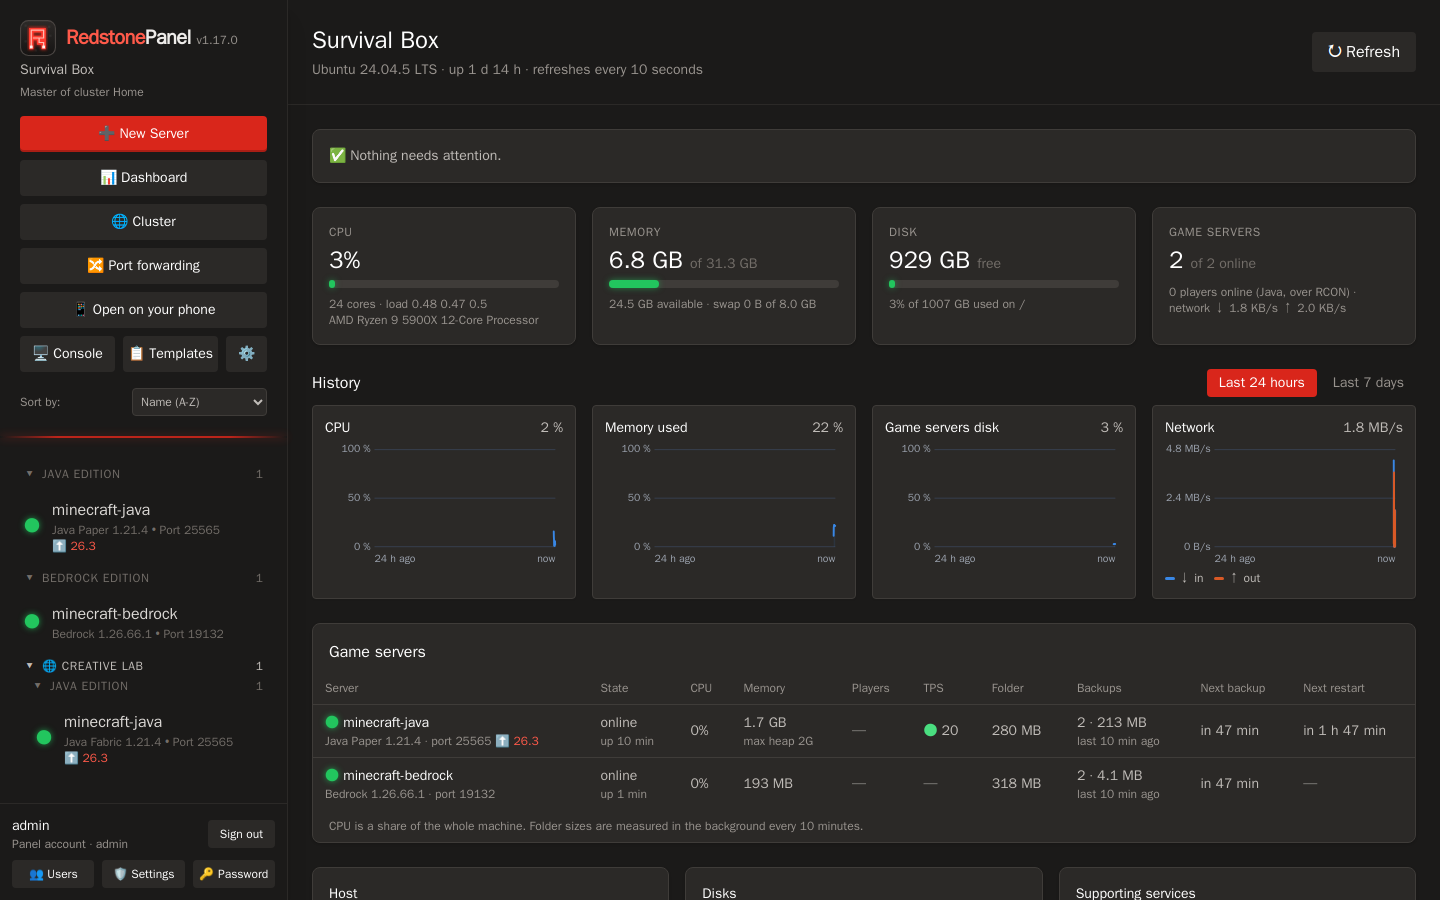 RedstonePanel v1.17.0
Survival Box
Master of cluster Home
➕ New Server
📊 Dashboard
🌐 Cluster
🔀 Port forwarding
📱 Open on your phone
🖥️ Console 📋 Templates ⚙️
Sort by: Name (A-Z)
▼ JAVA EDITION 1
minecraft-java
Java Paper 1.21.4 • Port 25565
⬆️ 26.3
▼ BEDROCK EDITION 1
minecraft-bedrock
Bedrock 1.26.66.1 • Port 19132
▼ 🌐 CREATIVE LAB 1
▼ JAVA EDITION 1
minecraft-java
Java Fabric 1.21.4 • Port 25565
⬆️ 26.3
admin
Panel account · admin
Sign out
👥 Users 🛡️ Settings 🔑 Password
Survival Box
Ubuntu 24.04.5 LTS · up 1 d 14 h · refreshes every 10 seconds
↻ Refresh
✅ Nothing needs attention.
CPU
3%
24 cores · load 0.48 0.47 0.5
AMD Ryzen 9 5900X 12-Core Processor
MEMORY
6.8 GB of 31.3 GB
24.5 GB available · swap 0 B of 8.0 GB
DISK
929 GB free
3% of 1007 GB used on /
GAME SERVERS
2 of 2 online
0 players online (Java, over RCON) ·
network ↓ 1.8 KB/s ↑ 2.0 KB/s
History
Last 24 hours Last 7 days
CPU 2 %
100 %
50 %
0 %
24 h ago now
Memory used 22 %
100 %
50 %
0 %
24 h ago now
Game servers disk 3 %
100 %
50 %
0 %
24 h ago now
Network 1.8 MB/s
4.8 MB/s
2.4 MB/s
0 B/s
24 h ago now
↓ in ↑ out
Game servers
Server State CPU Memory Players TPS Folder Backups Next backup Next restart
minecraft-java online 0% 1.7 GB — 20 280 MB 2 · 213 MB in 47 min in 1 h 47 min
Java Paper 1.21.4 · port 25565 ⬆️ 26.3 up 10 min max heap 2G last 10 min ago
minecraft-bedrock online 0% 193 MB — — 318 MB 2 · 4.1 MB in 47 min —
Bedrock 1.26.66.1 · port 19132 up 1 min last 10 min ago
CPU is a share of the whole machine. Folder sizes are measured in the background every 10 minutes.
Host
Disks
Supporting services